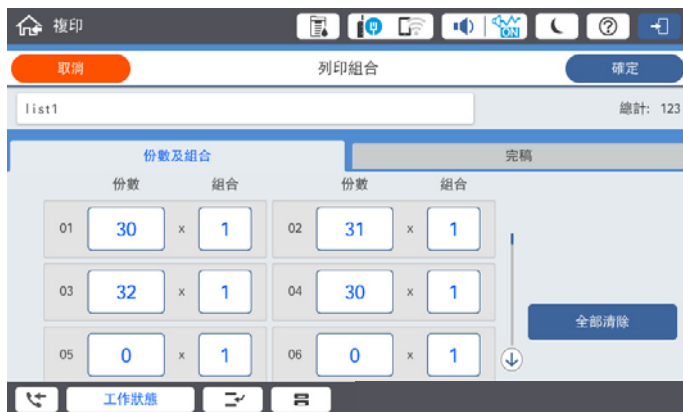 複印
ON
取消 列印組合 確定
list1 總計: 123
份數及組合 完稿
份數 組合 份數 組合
01 30 x 1 02 31 x 1
03 32 x 1 04 30 x 1
全部清除
05 0 x 1 06 0 x 1
工作狀態